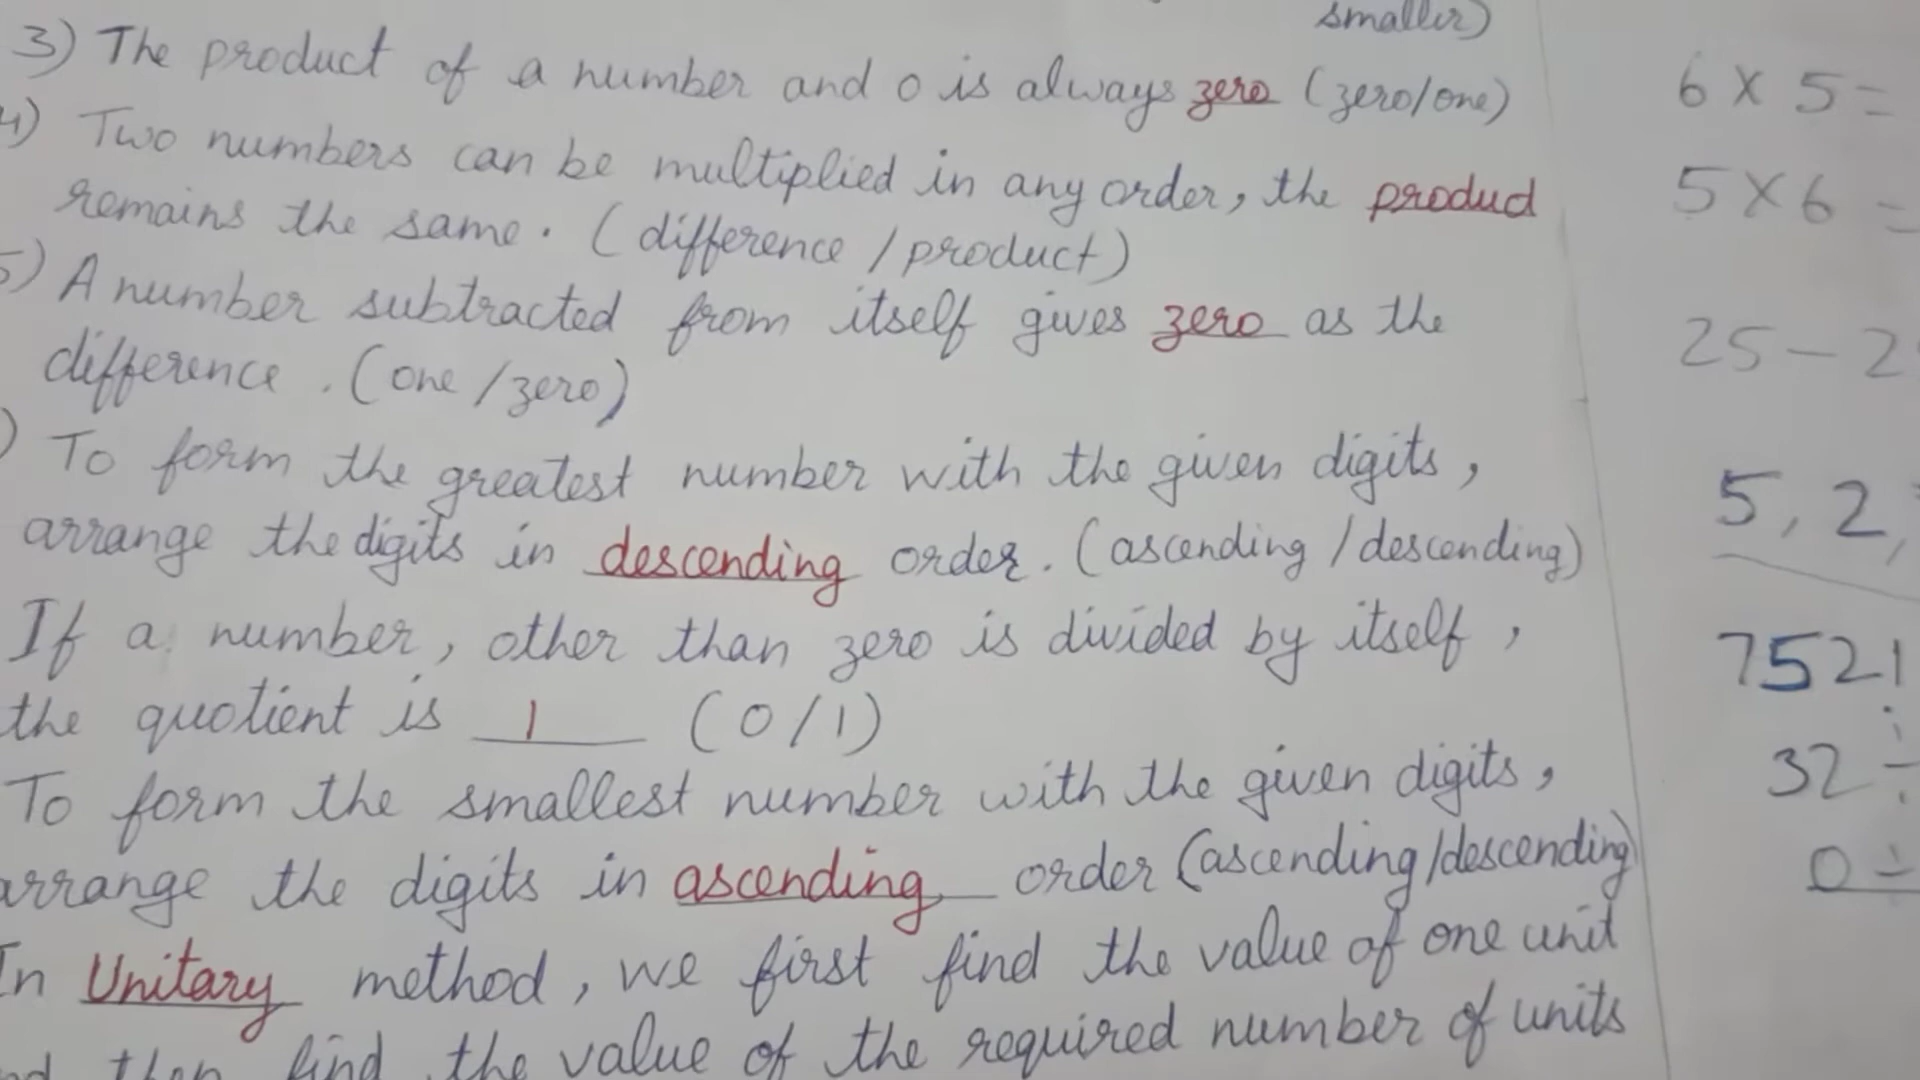 smaller)
3) The product of a number and 0 is always zero (zero/one)
4) Two numbers can be multiplied in any order, the product
remains the same. (difference / product)
5) A number subtracted from itself gives zero as the
difference. (one / zero)
) To form the greatest number with the given digits,
arrange the digits in descending order. (ascending / descending)
If a number, other than zero is divided by itself,
the quotient is 1 (0/1)
To form the smallest number with the given digits,
arrange the digits in ascending order (ascending/descending)
In Unitary method, we first find the value of one unit
then find the value of the required number of units
6 x 5 =
5 x 6 =
25 - 2
5, 2,
7521
32 ÷
0 ÷